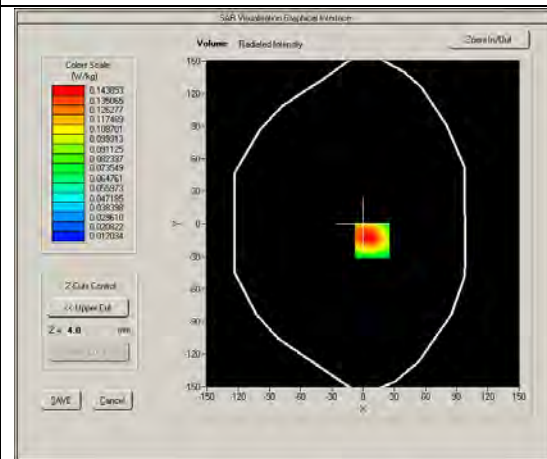 SAR Visualisation Graphical Interface
Volume Radiated Intensity
Zoom In/Out
Colors Scale
(W/kg)
0.143853
0.135065
0.126277
0.117489
0.108701
0.099913
0.091125
0.082337
0.073549
0.064761
0.055973
0.047185
0.038398
0.029610
0.020822
0.012034
150
120
90
60
30
Y 0
-30
-60
-90
-120
-150
-150 -120 -90 -60 -30 0 30 60 90 120 150
X
Z Cuts Control
<< Upper Cut
Z = 4.0 mm
SAVE Cancel